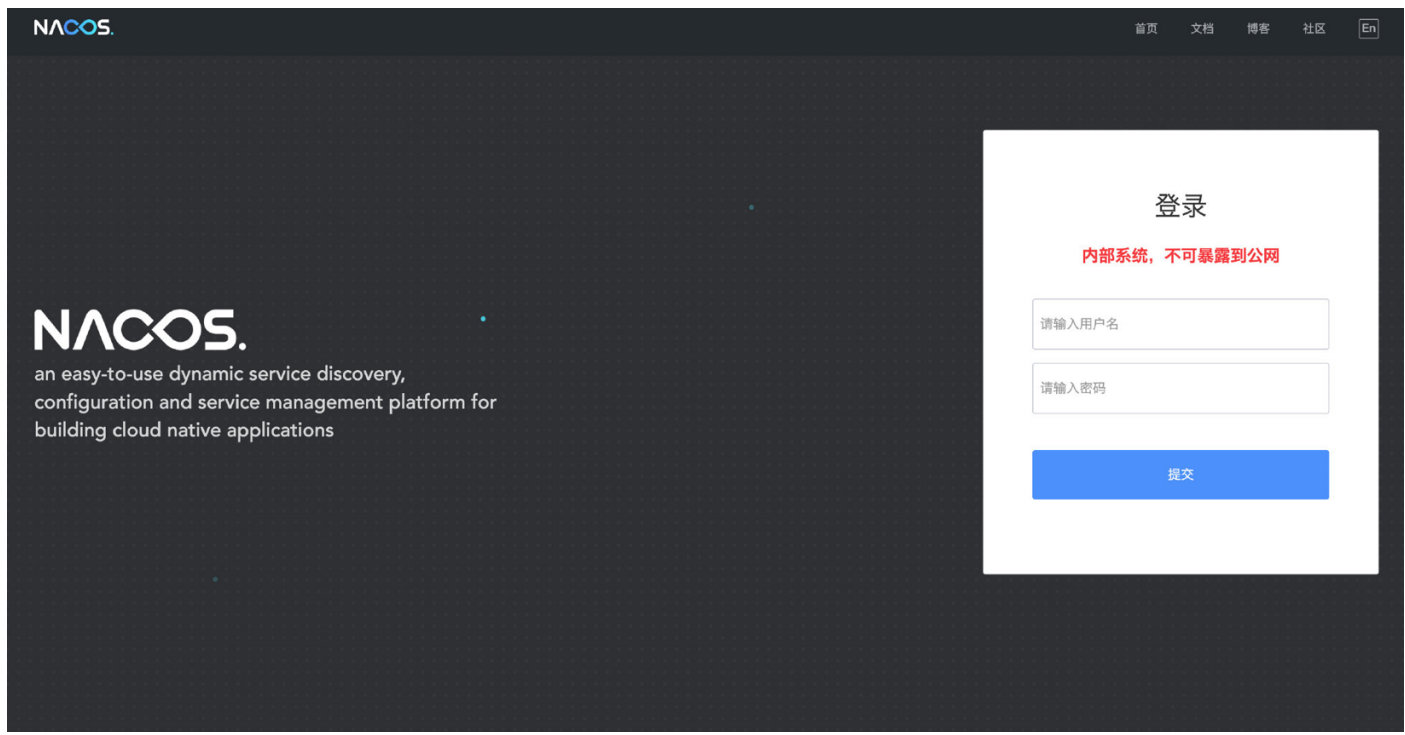 NACOS.
首页 文档 博客 社区 En
登录
内部系统，不可暴露到公网
请输入用户名
请输入密码
提交
NACOS.
an easy-to-use dynamic service discovery,
configuration and service management platform for
building cloud native applications